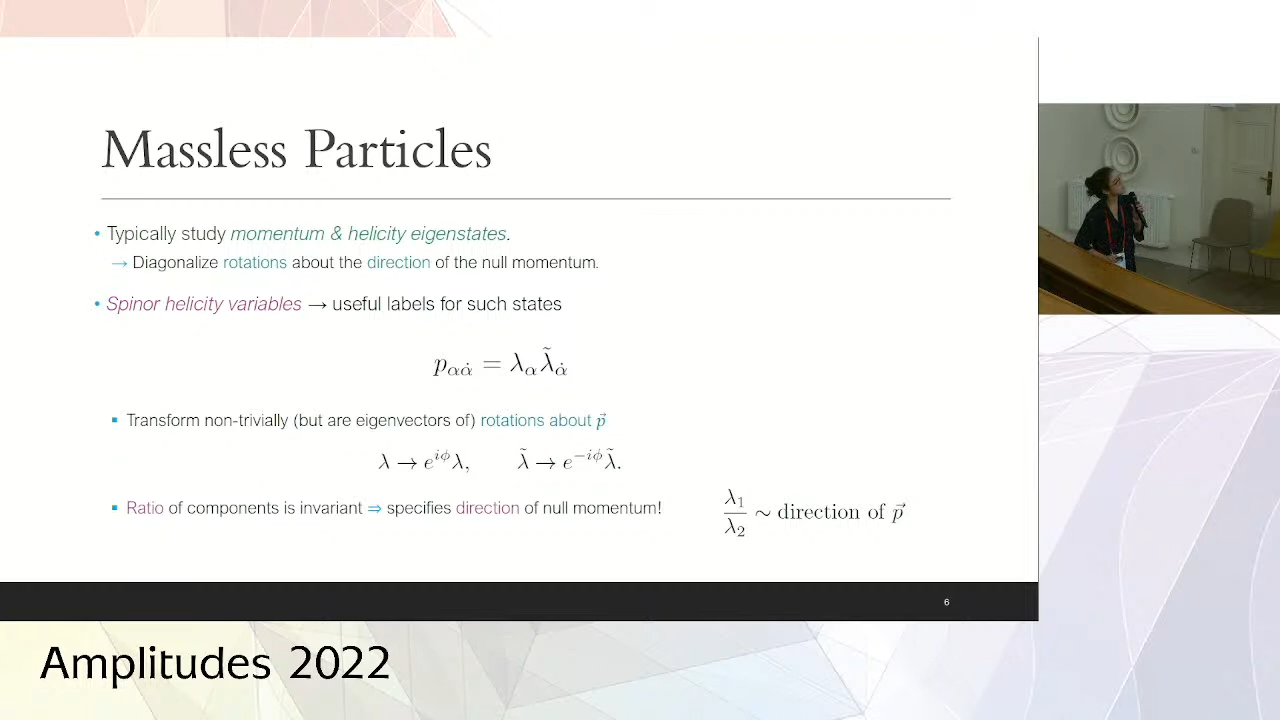 Massless Particles
• Typically study momentum & helicity eigenstates.
→ Diagonalize rotations about the direction of the null momentum.
• Spinor helicity variables → useful labels for such states
p_{αα̇} = λ_α λ̃_{α̇}
▪ Transform non-trivially (but are eigenvectors of) rotations about p⃗
λ → e^{iφ}λ, λ̃ → e^{−iφ}λ̃.
▪ Ratio of components is invariant ⇒ specifies direction of null momentum!
λ₁/λ₂ ∼ direction of p⃗
6
Amplitudes 2022